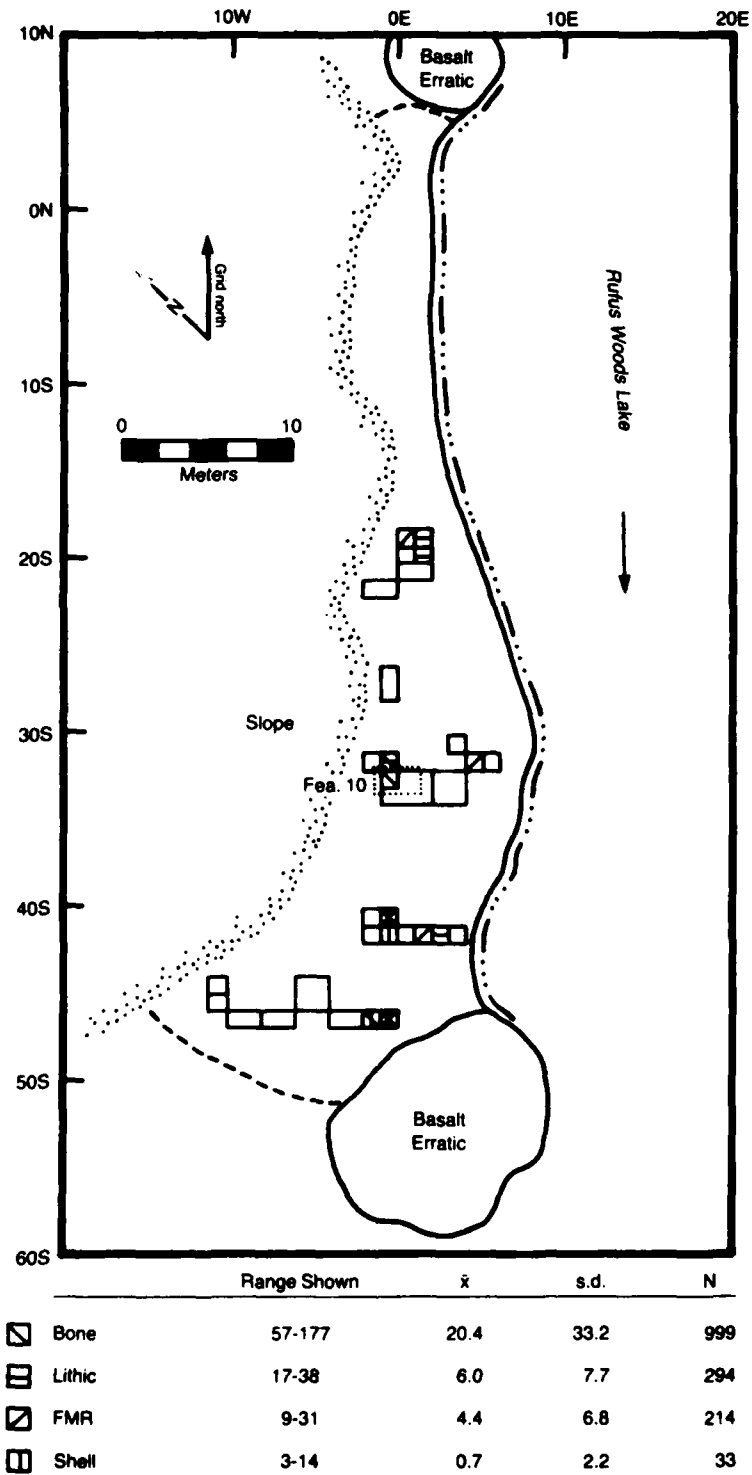 10W 0E 10E 20E
10N
Basalt
Erratic
0N
N
Grid north
Rufus Woods Lake
10S
0 10
Meters
20S
30S
Slope
Fea. 10
40S
50S
Basalt
Erratic
60S
Range Shown x̄ s.d. N
Bone 57-177 20.4 33.2 999
Lithic 17-38 6.0 7.7 294
FMR 9-31 4.4 6.8 214
Shell 3-14 0.7 2.2 33